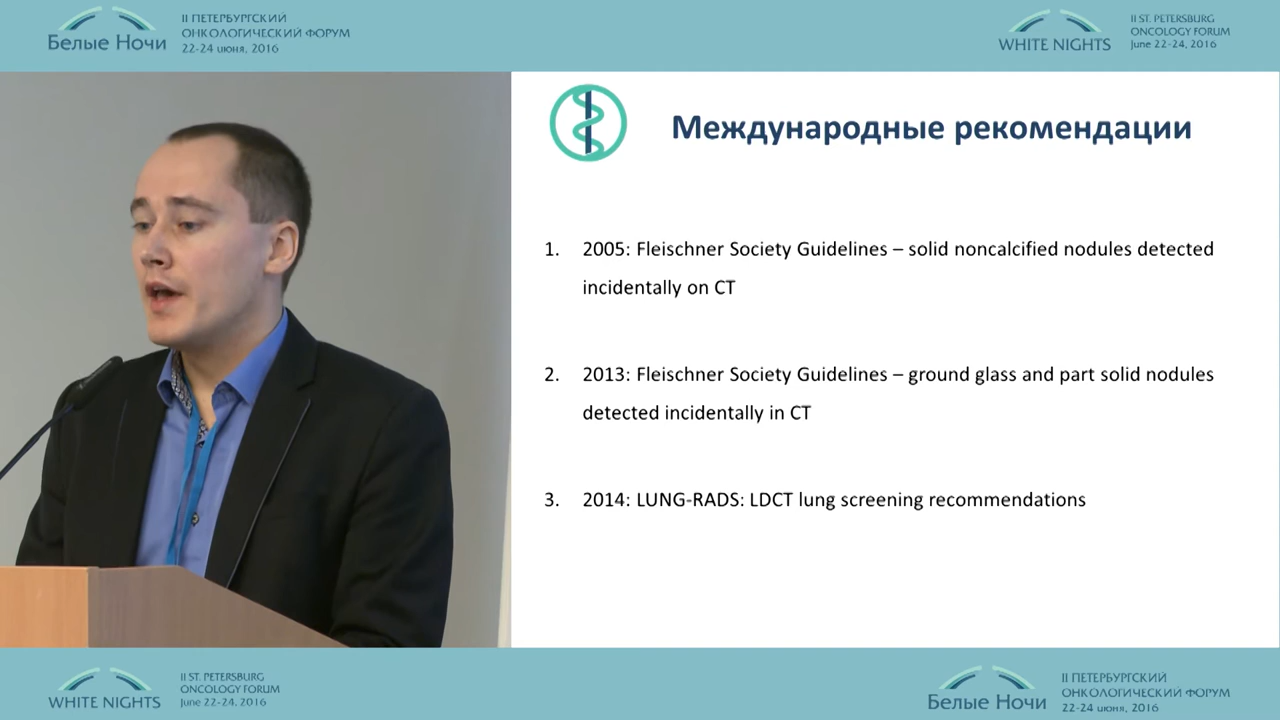 Белые Ночи
II ПЕТЕРБУРГСКИЙ
ОНКОЛОГИЧЕСКИЙ ФОРУМ
22-24 июня, 2016
WHITE NIGHTS
II ST. PETERSBURG
ONCOLOGY FORUM
June 22-24, 2016
Международные рекомендации
1. 2005: Fleischner Society Guidelines – solid noncalcified nodules detected
incidentally on CT
2. 2013: Fleischner Society Guidelines – ground glass and part solid nodules
detected incidentally in CT
3. 2014: LUNG-RADS: LDCT lung screening recommendations
WHITE NIGHTS
II ST. PETERSBURG
ONCOLOGY FORUM
June 22-24, 2016
Белые Ночи
II ПЕТЕРБУРГСКИЙ
ОНКОЛОГИЧЕСКИЙ ФОРУМ
22-24 июня, 2016